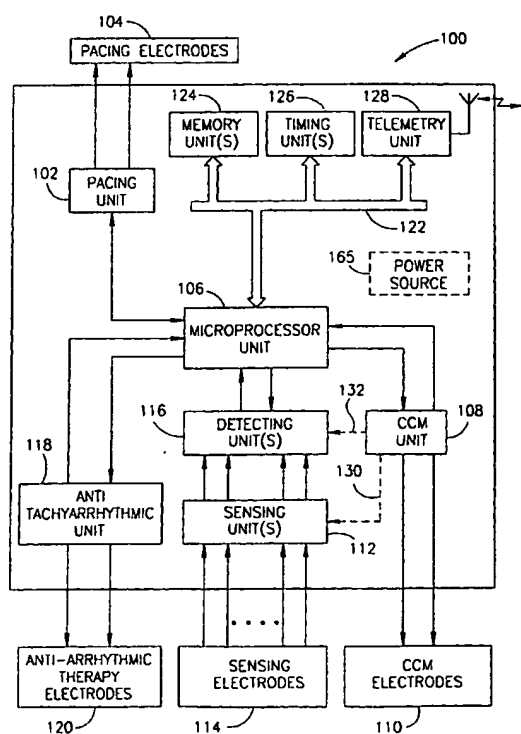 104
PACING ELECTRODES
100
124
126
128
MEMORY
UNIT(S)
TIMING
UNIT(S)
TELEMETRY
UNIT
102
PACING
UNIT
122
165
POWER
SOURCE
106
MICROPROCESSOR
UNIT
132
116
DETECTING
UNIT(S)
CCM
UNIT
108
118
130
ANTI
TACHYARRHYTHMIC
UNIT
SENSING
UNIT(S)
112
ANTI-ARRHYTHMIC
THERAPY
ELECTRODES
SENSING
ELECTRODES
CCM
ELECTRODES
120
114
110